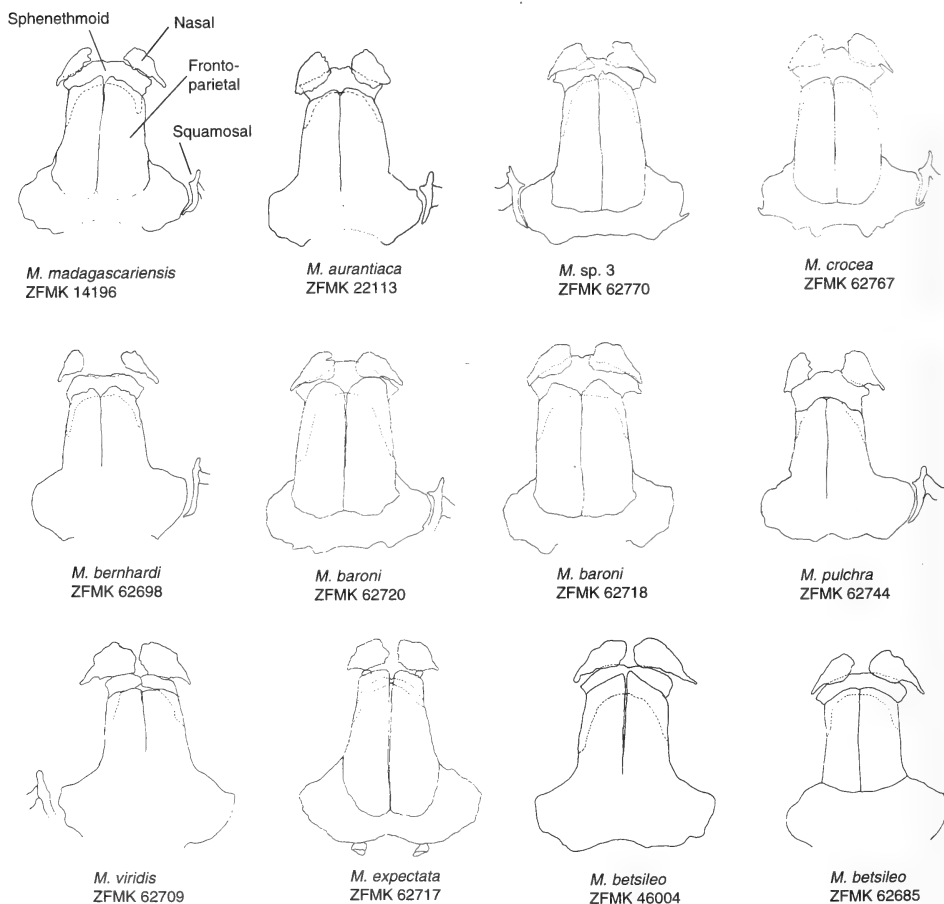 Sphenethmoid
Nasal
Fronto-
parietal
Squamosal
M. madagascariensis
ZFMK 14196
M. aurantiaca
ZFMK 22113
M. sp. 3
ZFMK 62770
M. crocea
ZFMK 62767
M. bernhardi
ZFMK 62698
M. baroni
ZFMK 62720
M. baroni
ZFMK 62718
M. pulchra
ZFMK 62744
M. viridis
ZFMK 62709
M. expectata
ZFMK 62717
M. betsileo
ZFMK 46004
M. betsileo
ZFMK 62685